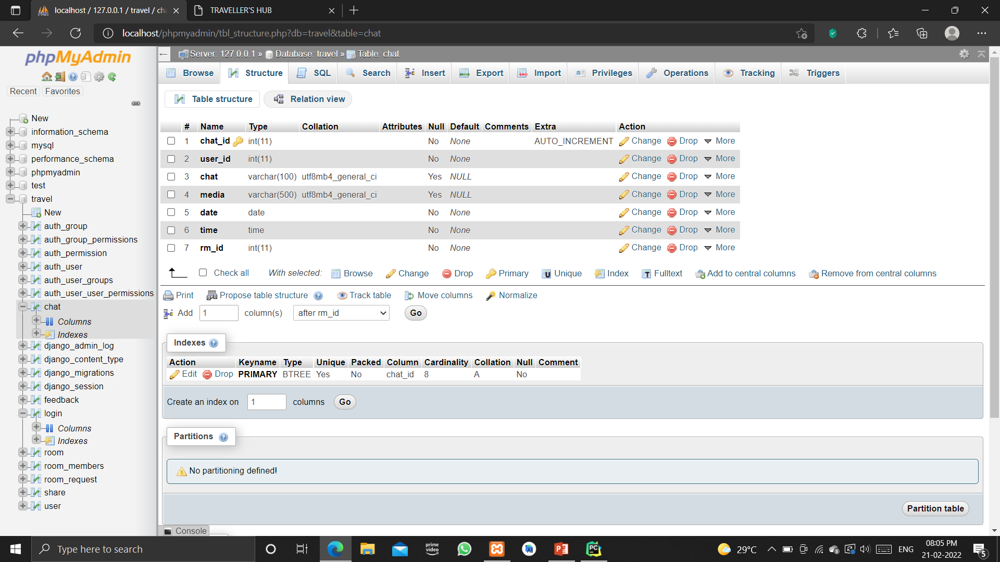 localhost / 127.0.0.1 / travel / cha
TRAVELLER'S HUB
localhost/phpmyadmin/tbl_structure.php?db=travel&table=chat
phpMyAdmin
Recent Favorites
New
information_schema
mysql
performance_schema
phpmyadmin
test
travel
New
auth_group
auth_group_permissions
auth_permission
auth_user
auth_user_groups
auth_user_user_permissions
chat
Columns
Indexes
django_admin_log
django_content_type
django_migrations
django_session
feedback
login
Columns
Indexes
room
room_members
room_request
share
user
Server: 127.0.0.1 » Database: travel » Table: chat
Browse Structure SQL Search Insert Export Import Privileges Operations Tracking Triggers
Table structure Relation view
# Name Type Collation Attributes Null Default Comments Extra Action
1 chat_id int(11) No None AUTO_INCREMENT Change Drop More
2 user_id int(11) No None Change Drop More
3 chat varchar(100) utf8mb4_general_ci Yes NULL Change Drop More
4 media varchar(500) utf8mb4_general_ci Yes NULL Change Drop More
5 date date No None Change Drop More
6 time time No None Change Drop More
7 rm_id int(11) No None Change Drop More
Check all With selected: Browse Change Drop Primary Unique Index Fulltext Add to central columns Remove from central columns
Print Propose table structure Track table Move columns Normalize
Add 1 column(s) after rm_id Go
Indexes
Action Keyname Type Unique Packed Column Cardinality Collation Null Comment
Edit Drop PRIMARY BTREE Yes No chat_id 8 A No
Create an index on 1 columns Go
Partitions
No partitioning defined!
Partition table
Console
Type here to search
prime video
29°C
ENG
08:05 PM
21-02-2022
5